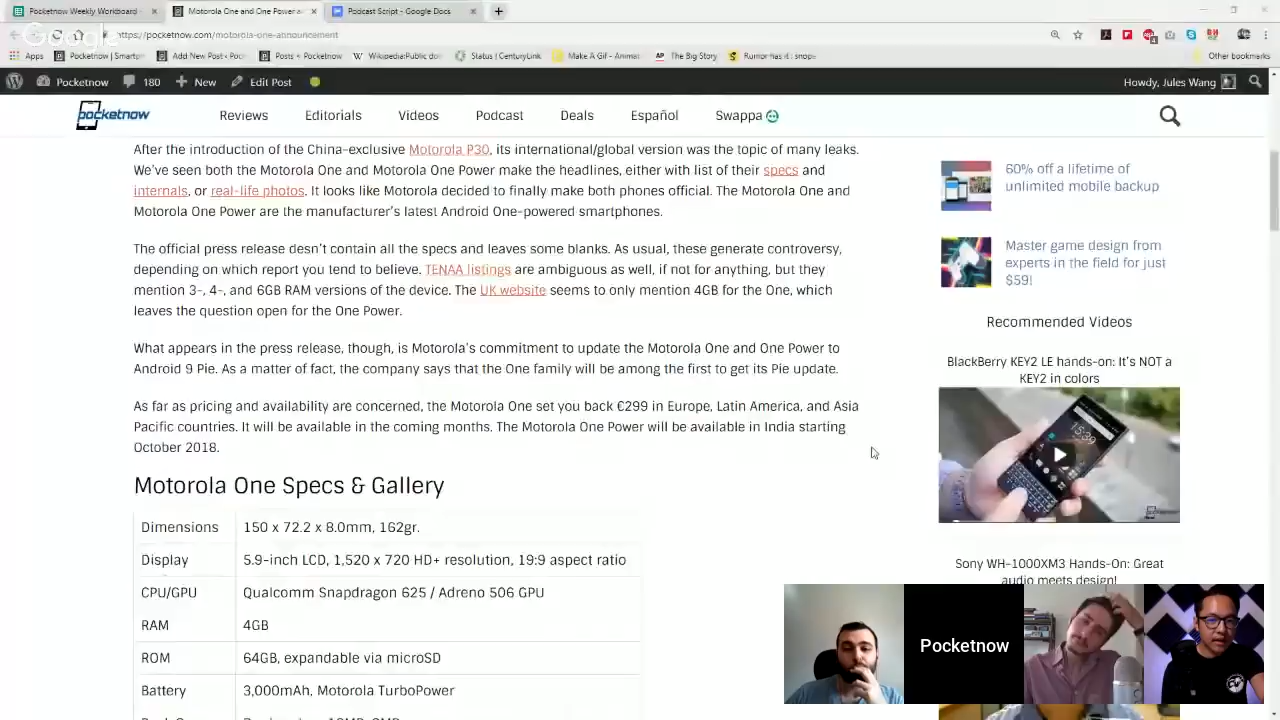 Pocketnow Weekly Workboard
Motorola One and One Power a
Podcast Script - Google Docs
https://pocketnow.com/motorola-one-announcement
Google
Apps
Add New Post
Pocketnow
Wikipedia:Public dom
Status | CenturyLink
Make A Gif - Animat
The Big Story
Rumor has it: snopes
Other bookmarks
Pocketnow
180
New
Edit Post
Howdy, Jules Wang
pocketnow
Reviews
Editorials
Videos
Podcast
Deals
Español
Swappa
After the introduction of the China-exclusive Motorola P30, its international/global version was the topic of many leaks.
We've seen both the Motorola One and Motorola One Power make the headlines, either with list of their specs and
internals, or real-life photos. It looks like Motorola decided to finally make both phones official. The Motorola One and
Motorola One Power are the manufacturer's latest Android One-powered smartphones.
The official press release desn't contain all the specs and leaves some blanks. As usual, these generate controversy,
depending on which report you tend to believe. TENAA listings are ambiguous as well, if not for anything, but they
mention 3-, 4-, and 6GB RAM versions of the device. The UK website seems to only mention 4GB for the One, which
leaves the question open for the One Power.
What appears in the press release, though, is Motorola's commitment to update the Motorola One and One Power to
Android 9 Pie. As a matter of fact, the company says that the One family will be among the first to get its Pie update.
As far as pricing and availability are concerned, the Motorola One set you back €299 in Europe, Latin America, and Asia
Pacific countries. It will be available in the coming months. The Motorola One Power will be available in India starting
October 2018.
Motorola One Specs & Gallery
Dimensions 150 x 72.2 x 8.0mm, 162gr.
Display 5.9-inch LCD, 1,520 x 720 HD+ resolution, 19:9 aspect ratio
CPU/GPU Qualcomm Snapdragon 625 / Adreno 506 GPU
RAM 4GB
ROM 64GB, expandable via microSD
Battery 3,000mAh, Motorola TurboPower
60% off a lifetime of
unlimited mobile backup
Master game design from
experts in the field for just
$59!
Recommended Videos
BlackBerry KEY2 LE hands-on: It's NOT a
KEY2 in colors
15:39
Sony WH-1000XM3 Hands-On: Great
audio meets design!
Pocketnow